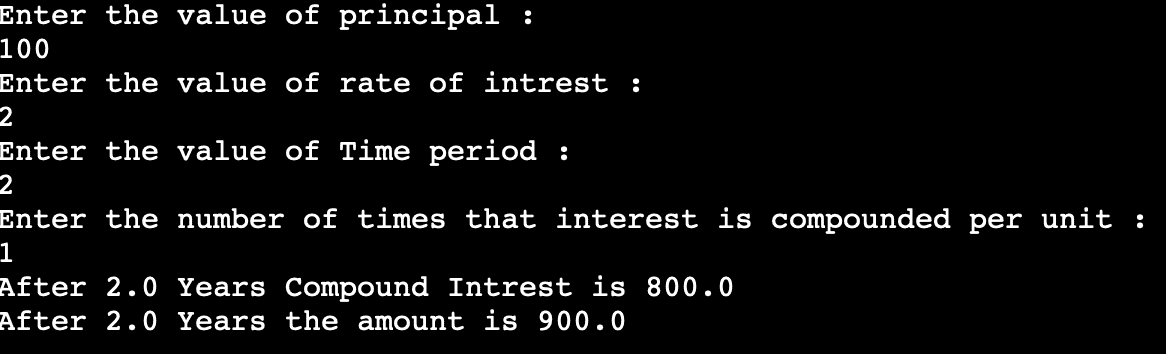 Enter the value of principal :
100
Enter the value of rate of intrest :
2
Enter the value of Time period :
2
Enter the number of times that interest is compounded per unit :
1
After 2.0 Years Compound Intrest is 800.0
After 2.0 Years the amount is 900.0